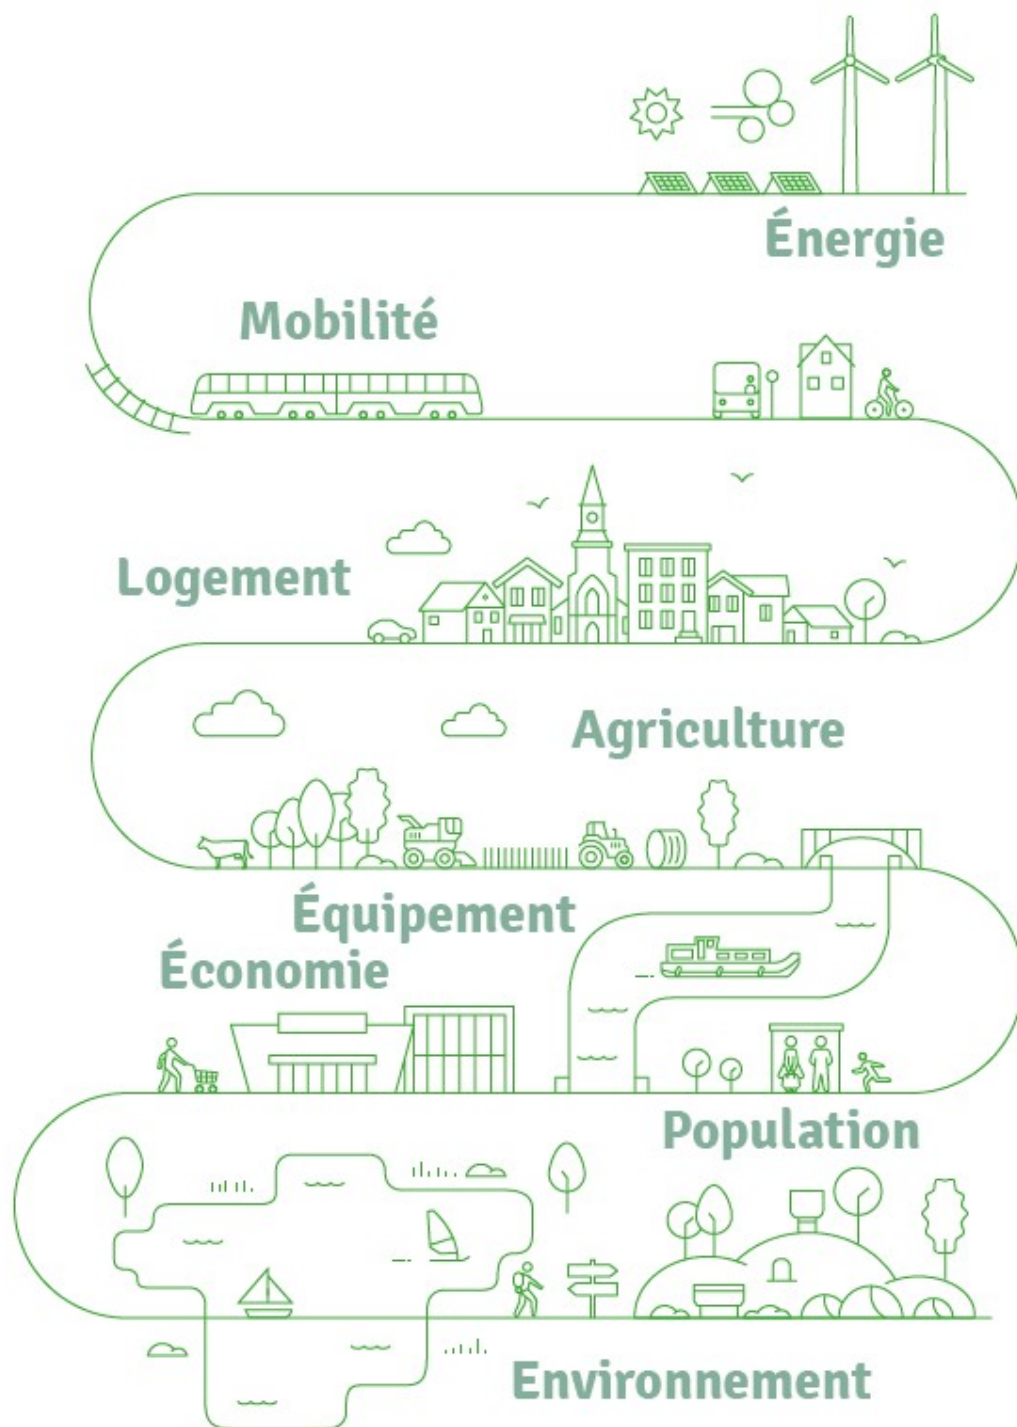 Énergie
Mobilité
Logement
Agriculture
Équipement
Économie
Population
Environnement